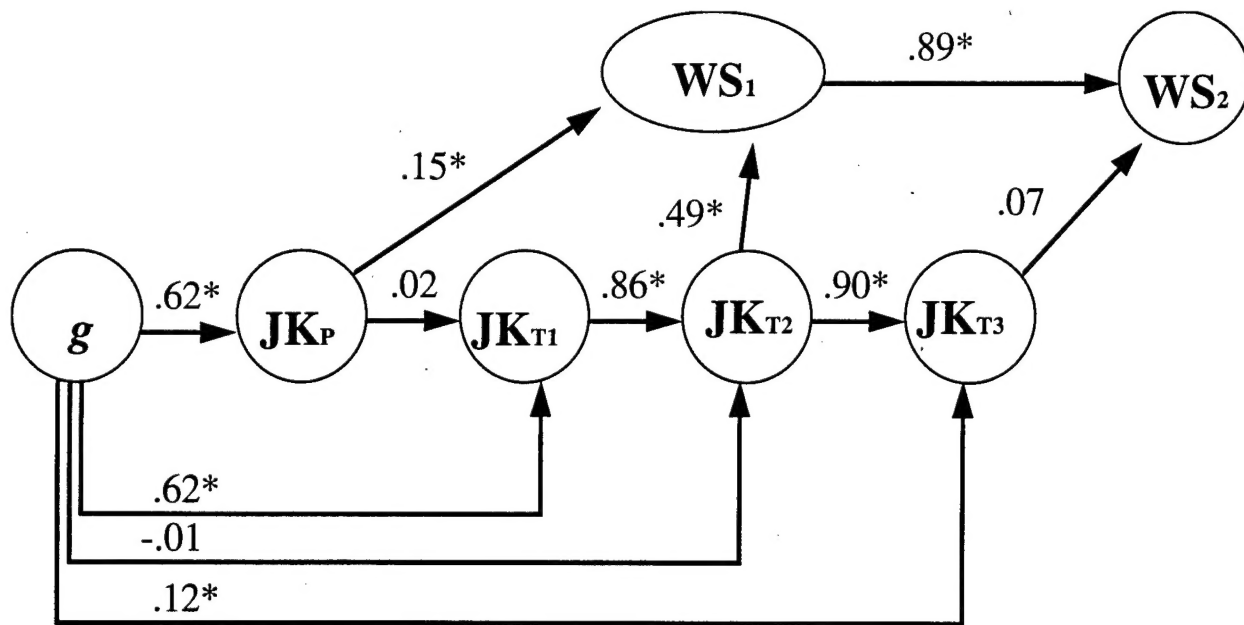 WS1 .89* WS2
.15* .49* .07
g .62* JKP .02 JKT1 .86* JKT2 .90* JKT3
.62*
-.01
.12*